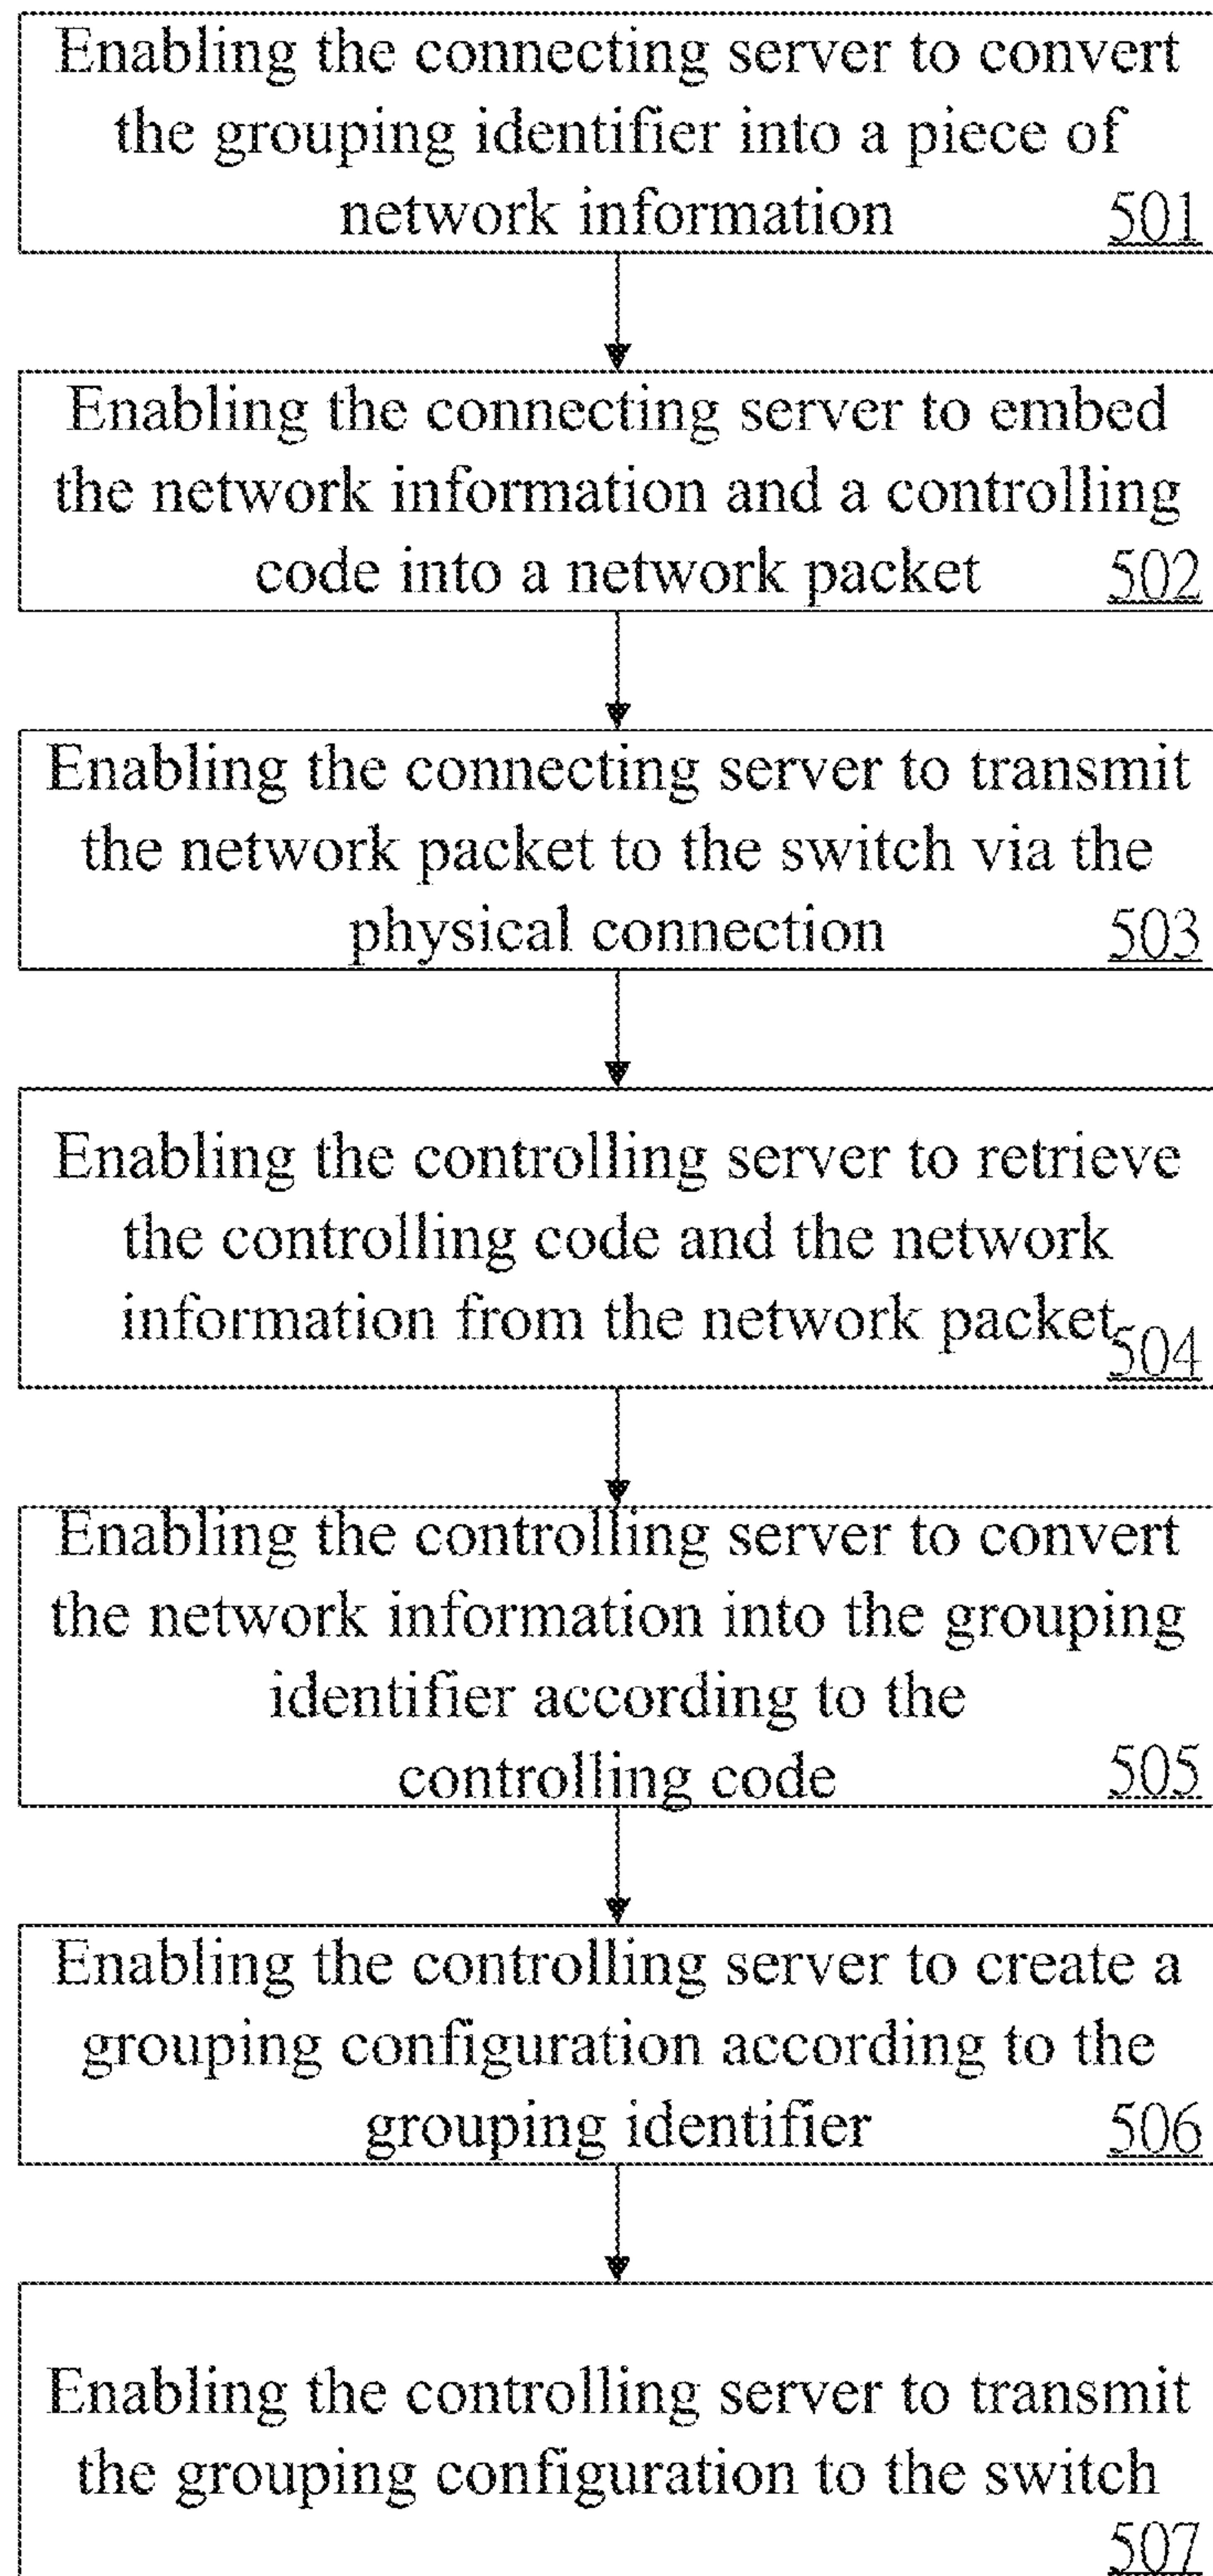 Enabling the connecting server to convert
the grouping identifier into a piece of
network information 501
Enabling the connecting server to embed
the network information and a controlling
code into a network packet 502
Enabling the connecting server to transmit
the network packet to the switch via the
physical connection 503
Enabling the controlling server to retrieve
the controlling code and the network
information from the network packet
504
Enabling the controlling server to convert
the network information into the grouping
identifier according to the
controlling code 505
Enabling the controlling server to create a
grouping configuration according to the
grouping identifier 506
Enabling the controlling server to transmit
the grouping configuration to the switch
507